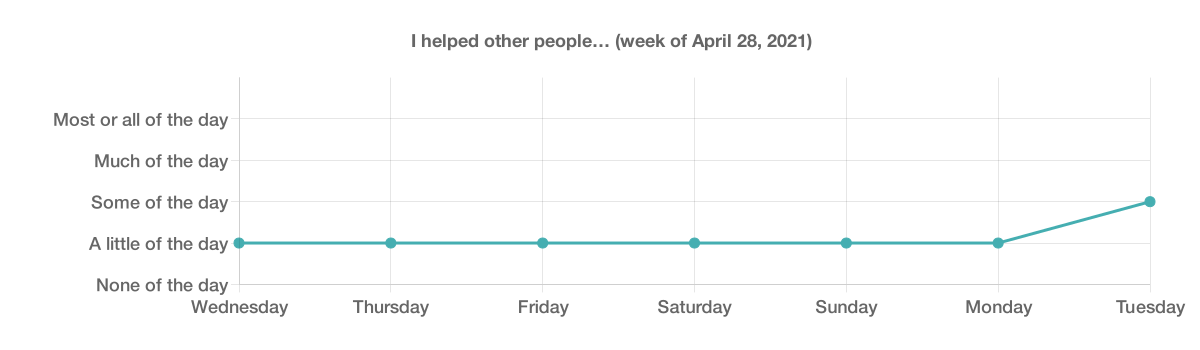 I helped other people… (week of April 28, 2021)
Most or all of the day
Much of the day
Some of the day
A little of the day
None of the day
Wednesday Thursday Friday Saturday Sunday Monday Tuesday